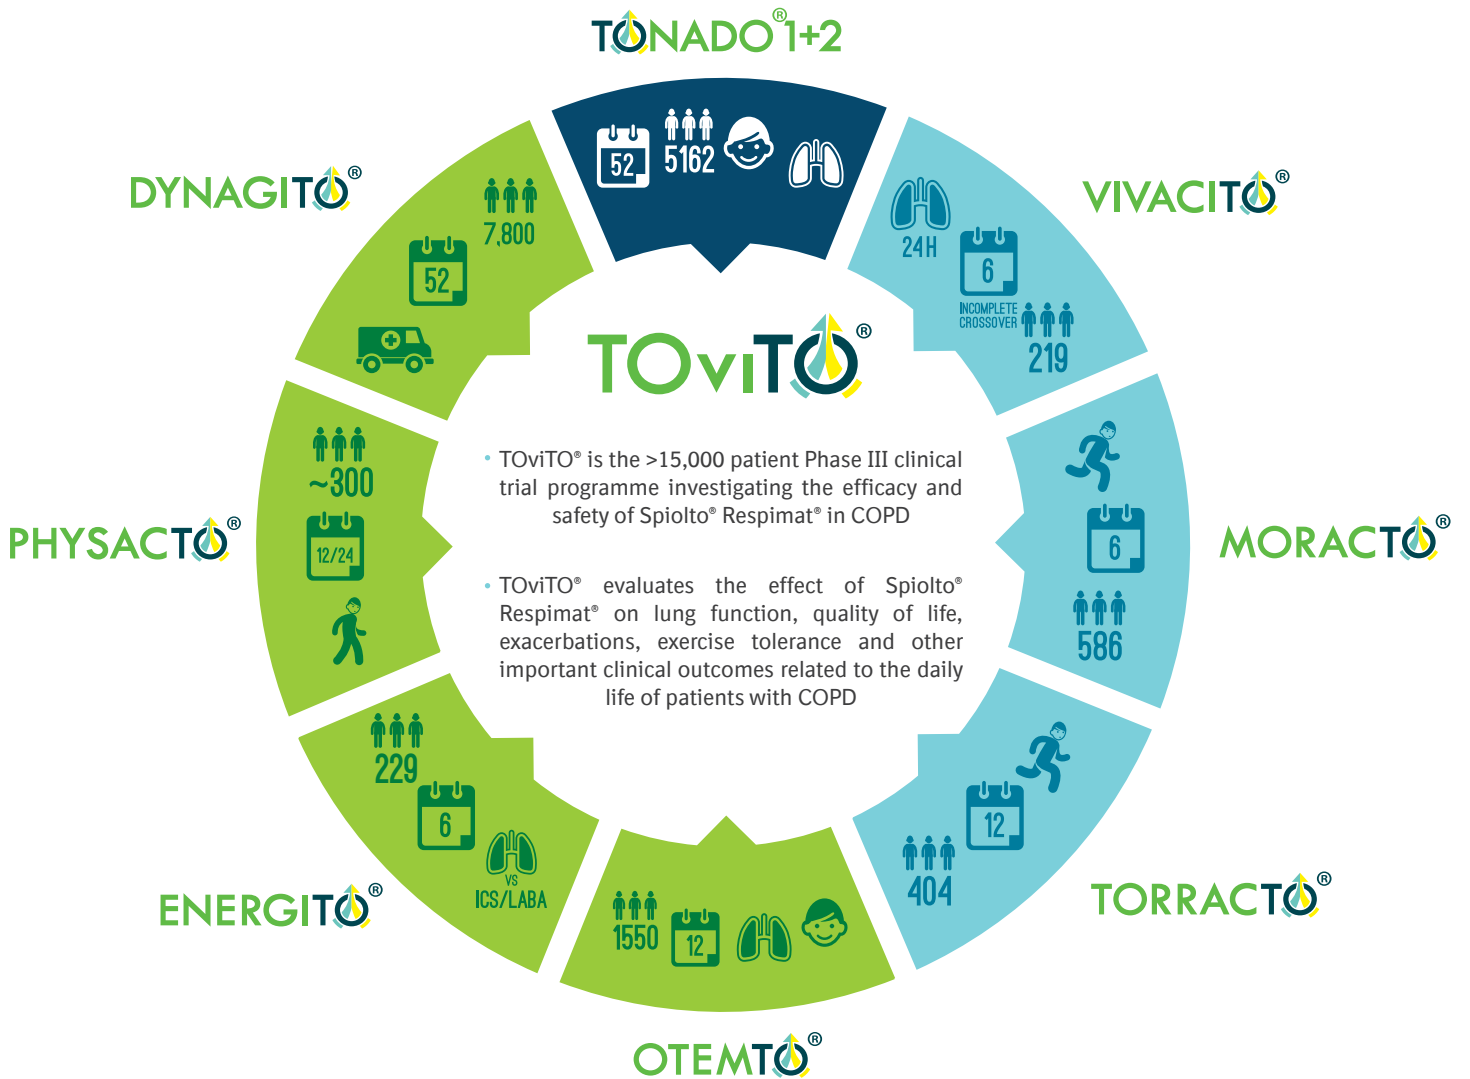 TONADO® 1+2
52
5162
VIVACITO®
24H
6
INCOMPLETE
CROSSOVER
219
MORACTO®
6
586
TORRACTO®
12
404
OTEMTO®
1550
12
ENERGITO®
229
6
VS
ICS/LABA
PHYSACTO®
~300
12/24
DYNAGITO®
7,800
52
TOviTO®
• TOviTO® is the >15,000 patient Phase III clinical
trial programme investigating the efficacy and
safety of Spiolto® Respimat® in COPD
• TOviTO® evaluates the effect of Spiolto®
Respimat® on lung function, quality of life,
exacerbations, exercise tolerance and other
important clinical outcomes related to the daily
life of patients with COPD